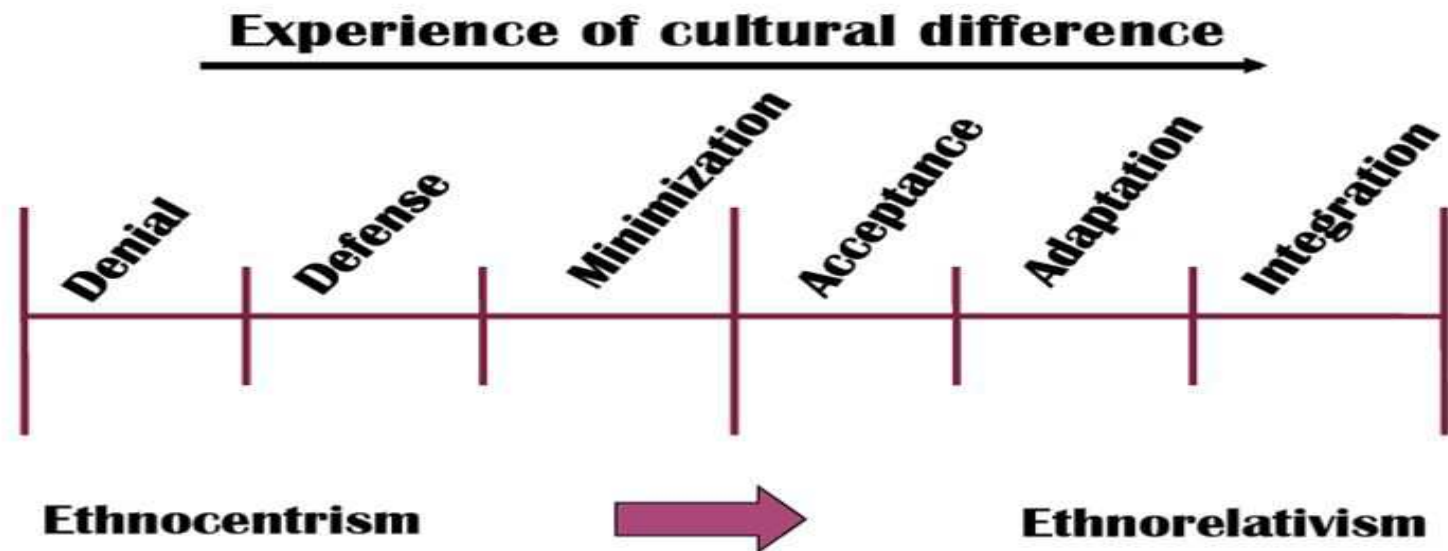 Experience of cultural difference
Denial
Defense
Minimization
Acceptance
Adaptation
Integration
Ethnocentrism
Ethnorelativism